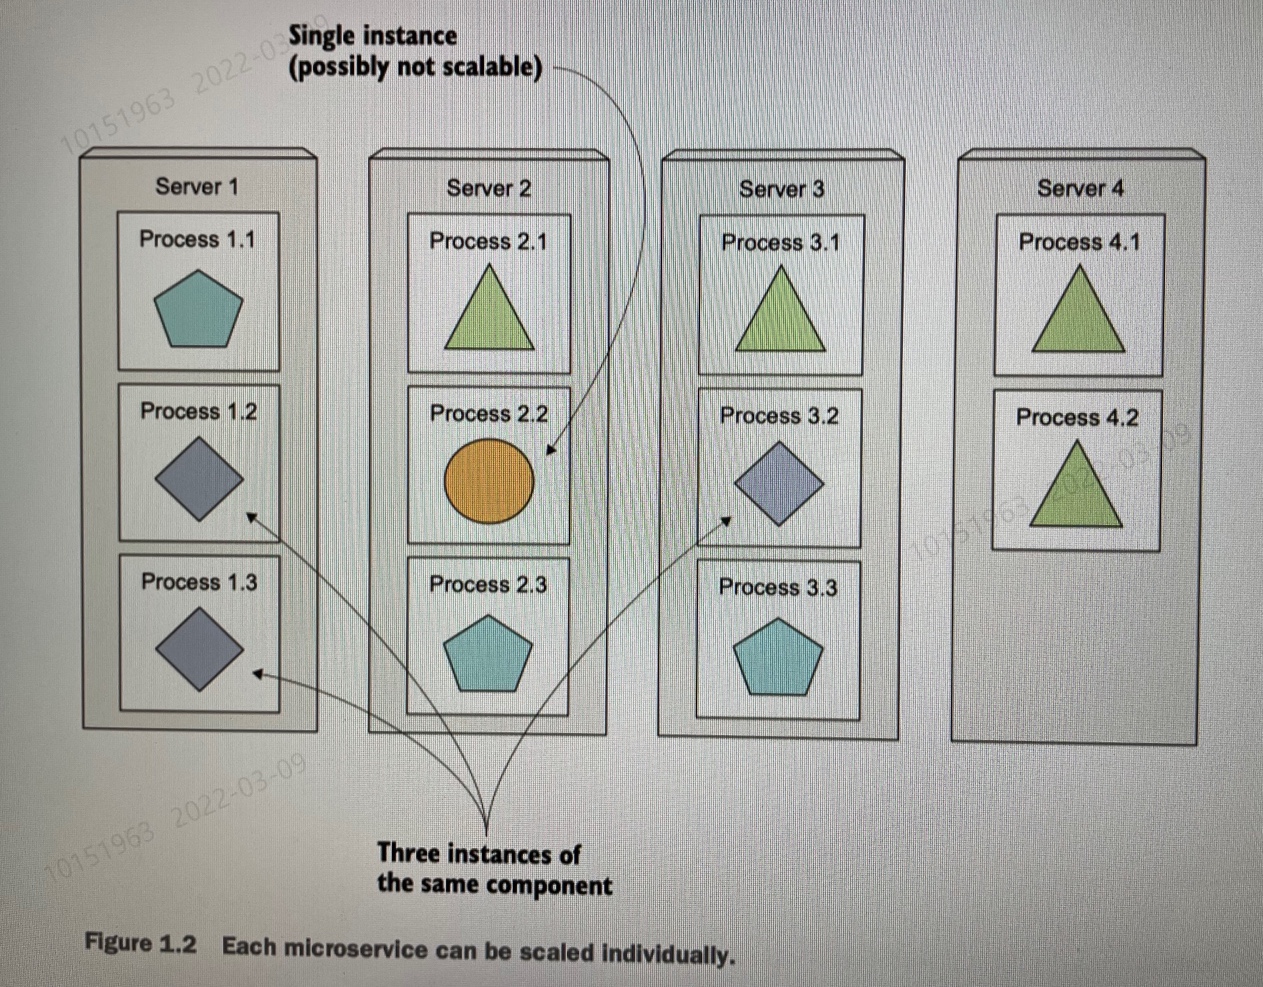 10151963 2022-03-09
Single instance
(possibly not scalable)
Server 1
Process 1.1
Process 1.2
Process 1.3
Server 2
Process 2.1
Process 2.2
Process 2.3
Server 3
Process 3.1
Process 3.2
Process 3.3
Server 4
Process 4.1
Process 4.2
10151963 2022-03-09
10151963 2022-03-09
Three instances of
the same component
Figure 1.2 Each microservice can be scaled individually.